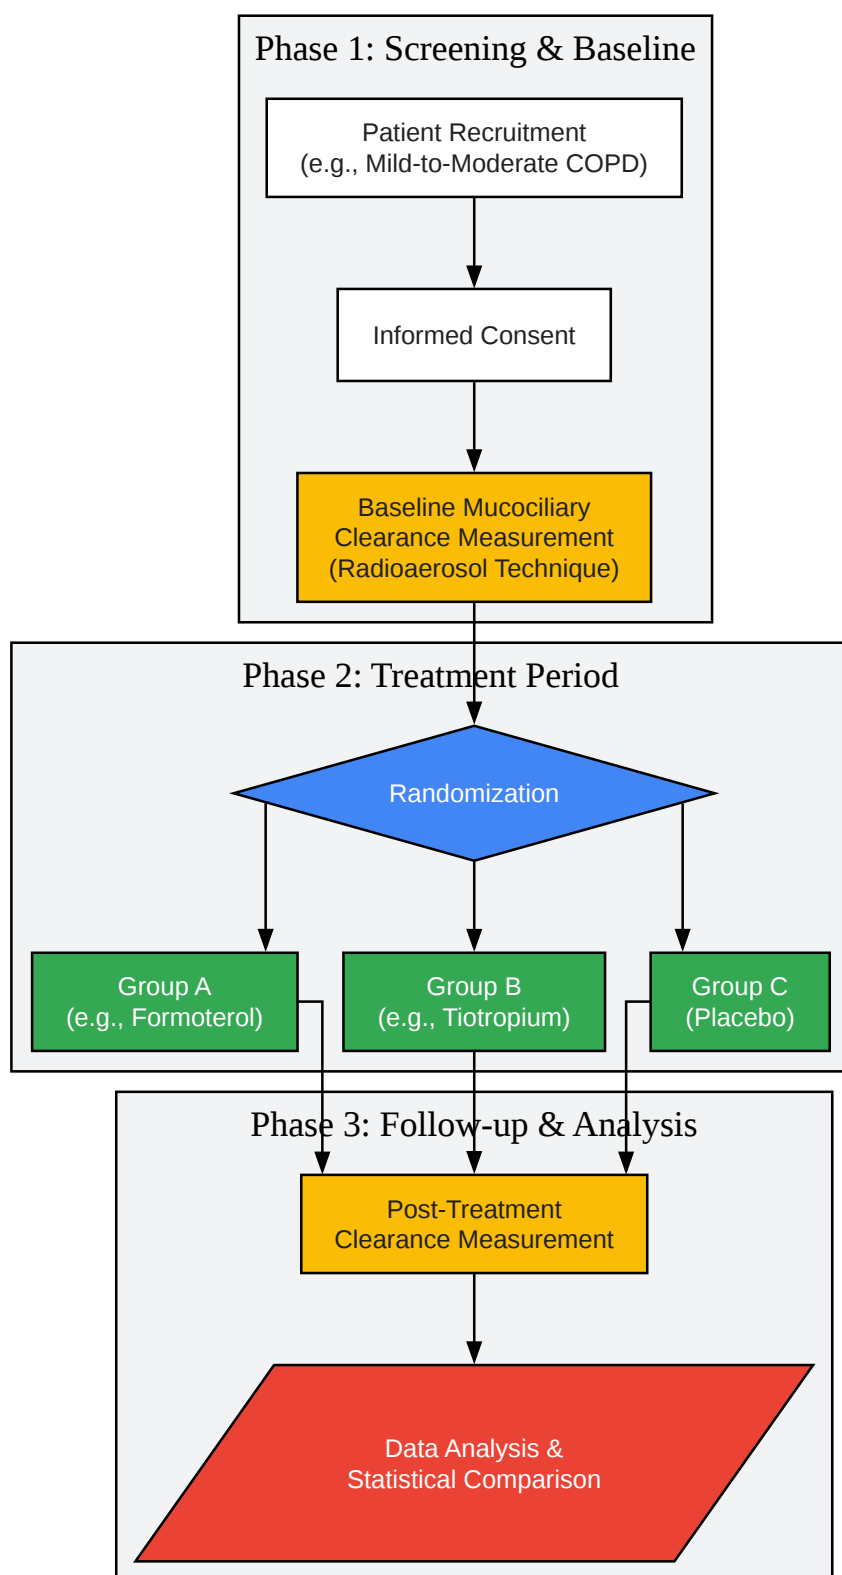 Phase 1: Screening & Baseline
Patient Recruitment
(e.g., Mild-to-Moderate COPD)
Informed Consent
Baseline Mucociliary
Clearance Measurement
(Radioaerosol Technique)
Phase 2: Treatment Period
Randomization
Group A
(e.g., Formoterol)
Group B
(e.g., Tiotropium)
Group C
(Placebo)
Phase 3: Follow-up & Analysis
Post-Treatment
Clearance Measurement
Data Analysis &
Statistical Comparison